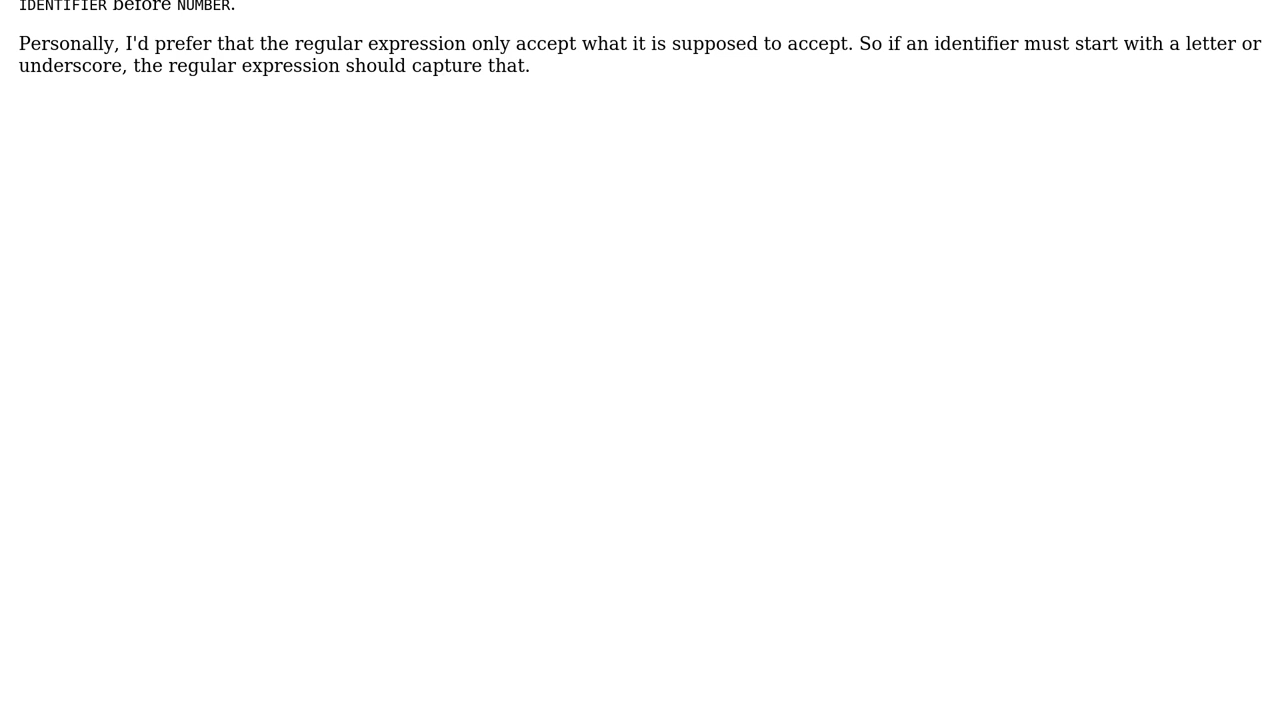 IDENTIFIER before NUMBER.
Personally, I'd prefer that the regular expression only accept what it is supposed to accept. So if an identifier must start with a letter or
underscore, the regular expression should capture that.